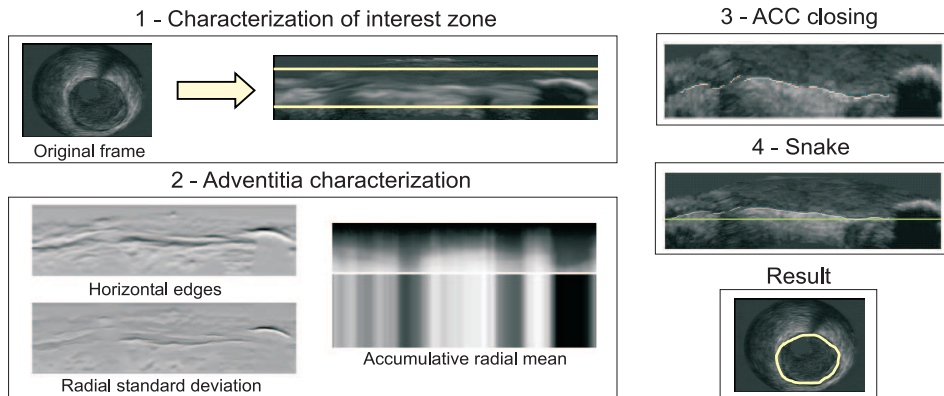 1 - Characterization of interest zone
Original frame
2 - Adventitia characterization
Horizontal edges
Radial standard deviation
Accumulative radial mean
3 - ACC closing
4 - Snake
Result